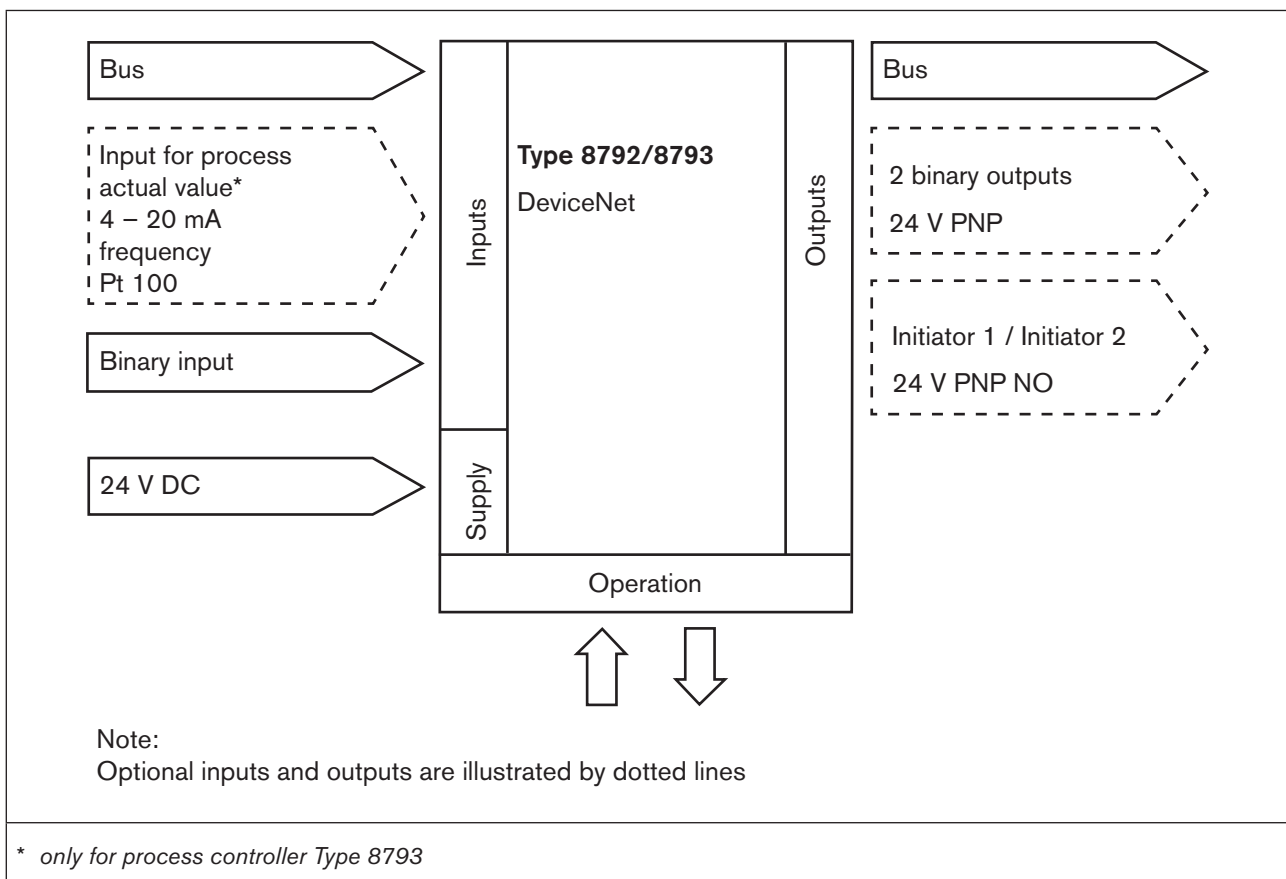 Bus
Input for process
actual value*
4 – 20 mA
frequency
Pt 100
Binary input
24 V DC
Inputs
Supply
Type 8792/8793
DeviceNet
Outputs
Operation
Bus
2 binary outputs
24 V PNP
Initiator 1 / Initiator 2
24 V PNP NO
Note:
Optional inputs and outputs are illustrated by dotted lines
* only for process controller Type 8793